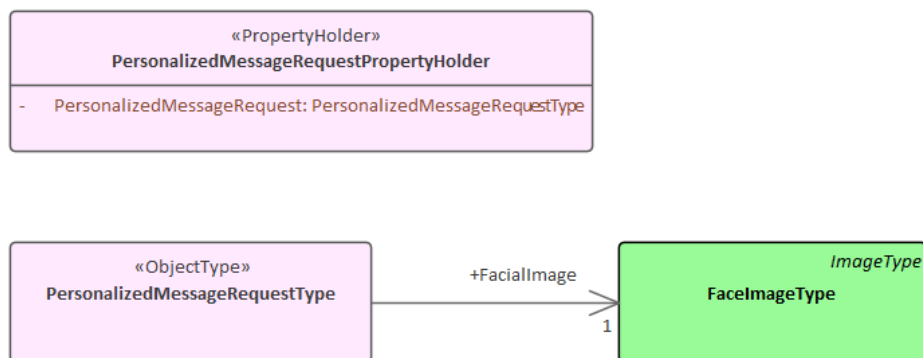 «PropertyHolder»
PersonalizedMessageRequestPropertyHolder
- PersonalizedMessageRequest: PersonalizedMessageRequestType
«ObjectType»
PersonalizedMessageRequestType
+FacialImage
1
ImageType
FaceImageType